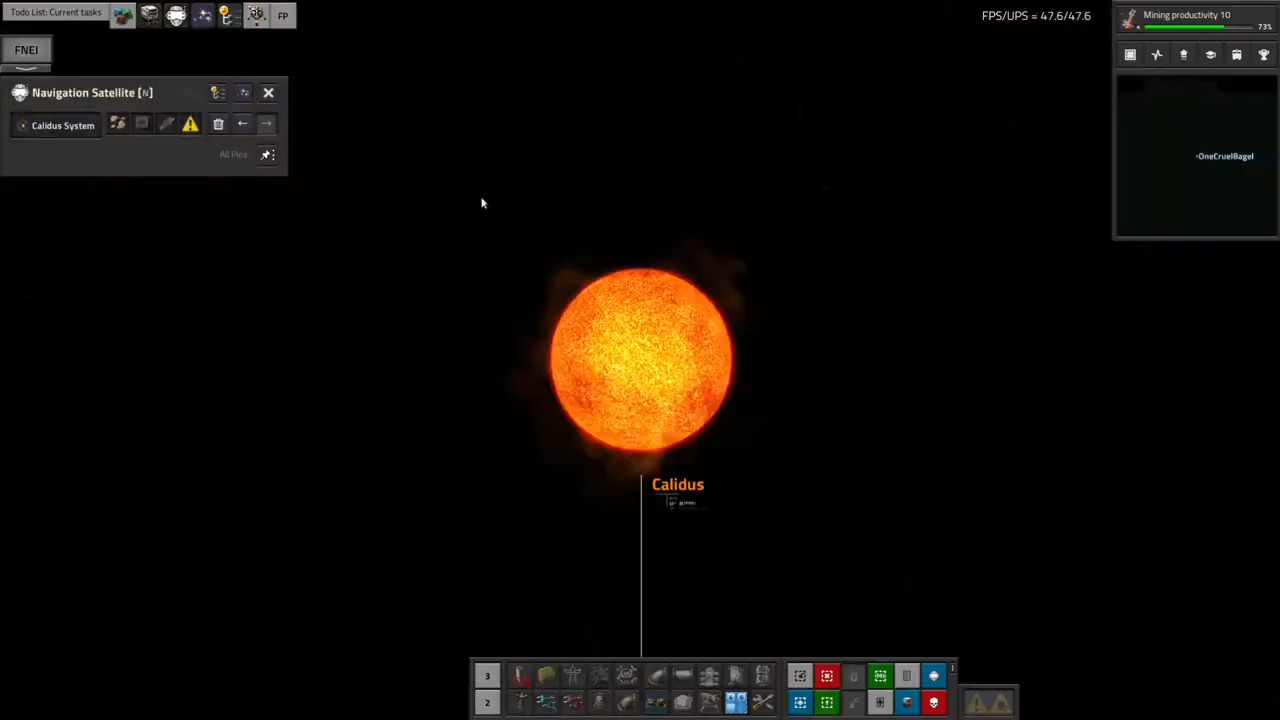 Todo List: Current tasks
FP
FPS/UPS = 47.6/47.6
Mining productivity 10
73%
FNEI
Navigation Satellite [N]
Calidus System
All Pins
OneCruelBagel
Calidus
3
2